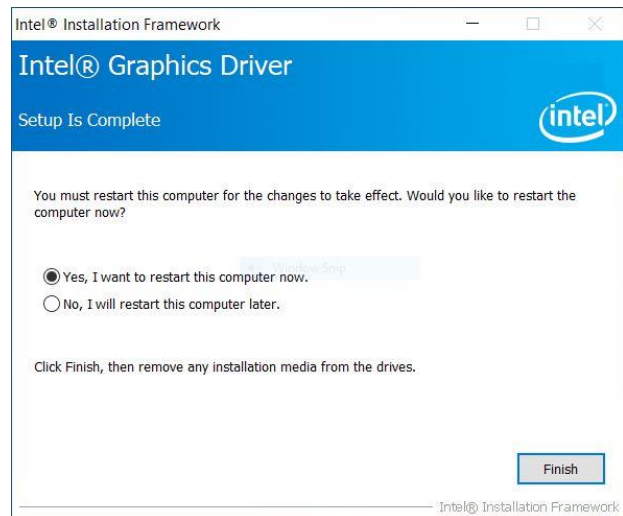 Intel® Installation Framework
Intel® Graphics Driver
Setup Is Complete
intel
You must restart this computer for the changes to take effect. Would you like to restart the
computer now?
Window Snip
Yes, I want to restart this computer now.
No, I will restart this computer later.
Click Finish, then remove any installation media from the drives.
Finish
Intel® Installation Framework